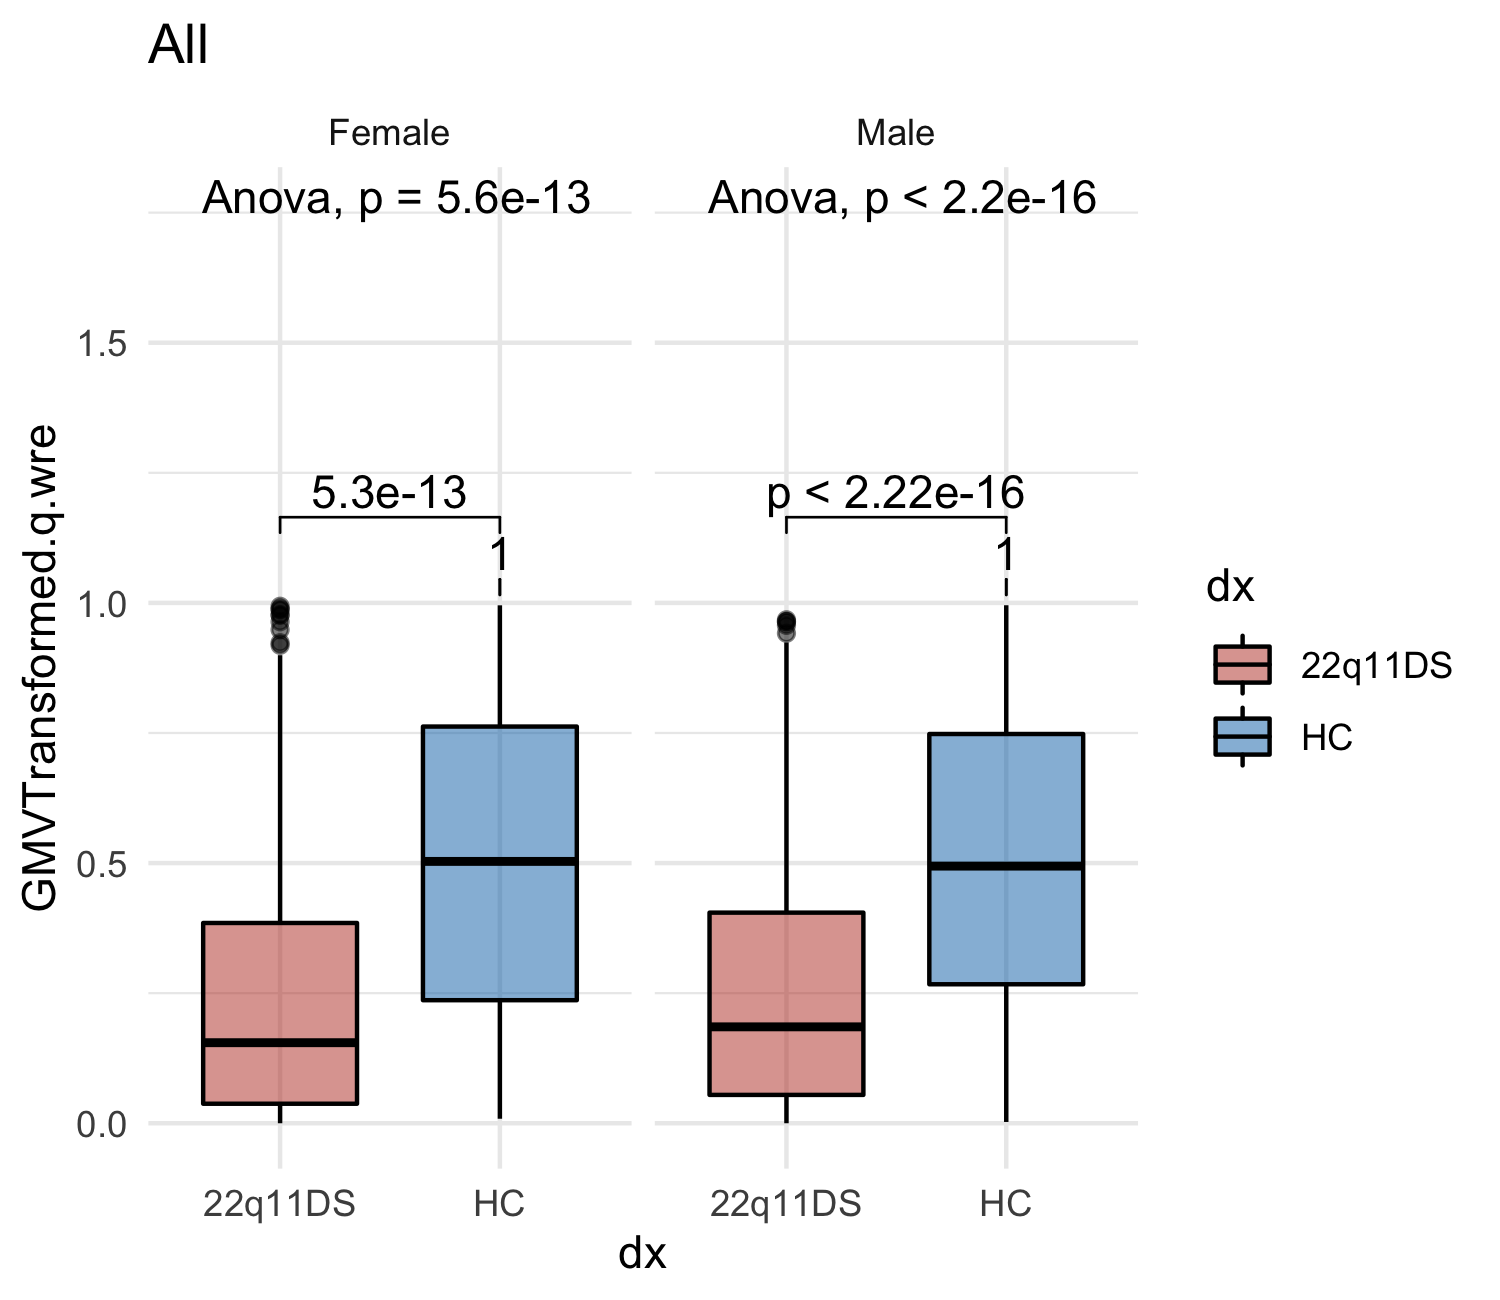 All
Female
Male
Anova, p = 5.6e-13
Anova, p < 2.2e-16
1.5
1.0
0.5
0.0
GMVTransformed.q.wre
5.3e-13
p < 2.22e-16
1
1
22q11DS
HC
22q11DS
HC
dx
dx
22q11DS
HC